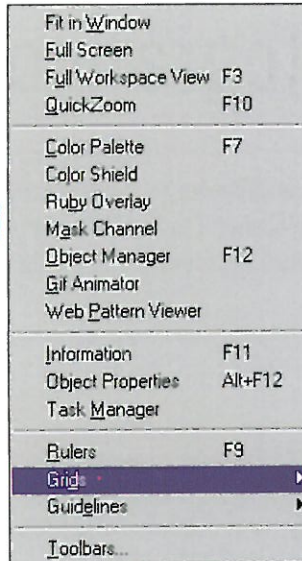 Fit in Window
Full Screen
Full Workspace View F3
QuickZoom F10
Color Palette F7
Color Shield
Ruby Overlay
Mask Channel
Object Manager F12
Gif Animator
Web Pattern Viewer
Information F11
Object Properties Alt+F12
Task Manager
Rulers F9
Grids
Guidelines
Toolbars...